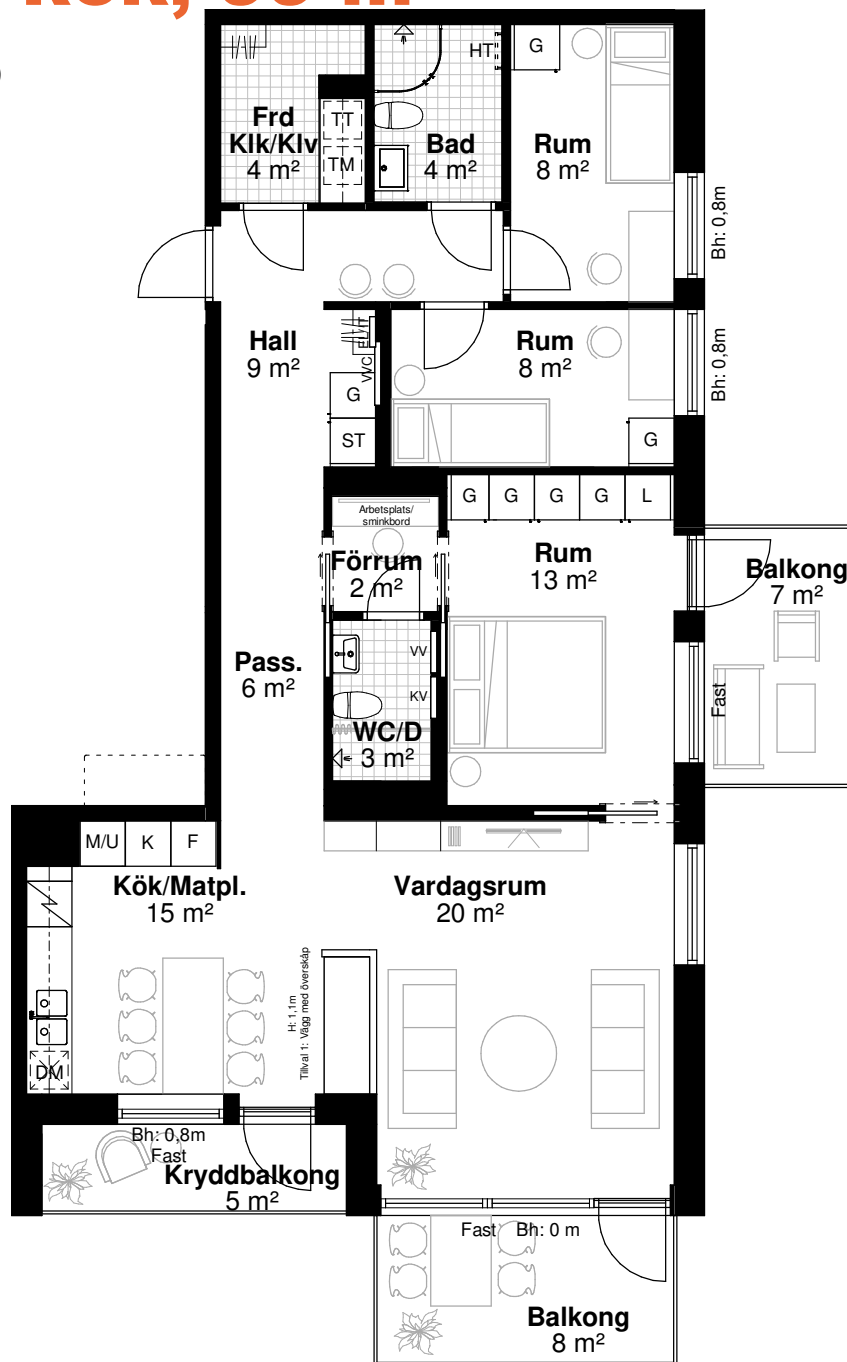 Frd
Klk/Klv
4 m²
TT
TM
HT
Bad
4 m²
G
Rum
8 m²
Bh: 0,8m
Hall
9 m²
VVC
EL/IT
G
ST
Rum
8 m²
G
Bh: 0,8m
Arbetsplats/
sminkbord
Förrum
2 m²
G G G G L
Rum
13 m²
Balkong
7 m²
Fast
Pass.
6 m²
VV
KV
WC/D
3 m²
M/U K F
Kök/Matpl.
15 m²
Vardagsrum
20 m²
H: 1,1m
Tillval 1: Vägg med överskåp
DM
Bh: 0,8m
Fast
Kryddbalkong
5 m²
Fast Bh: 0 m
Balkong
8 m²